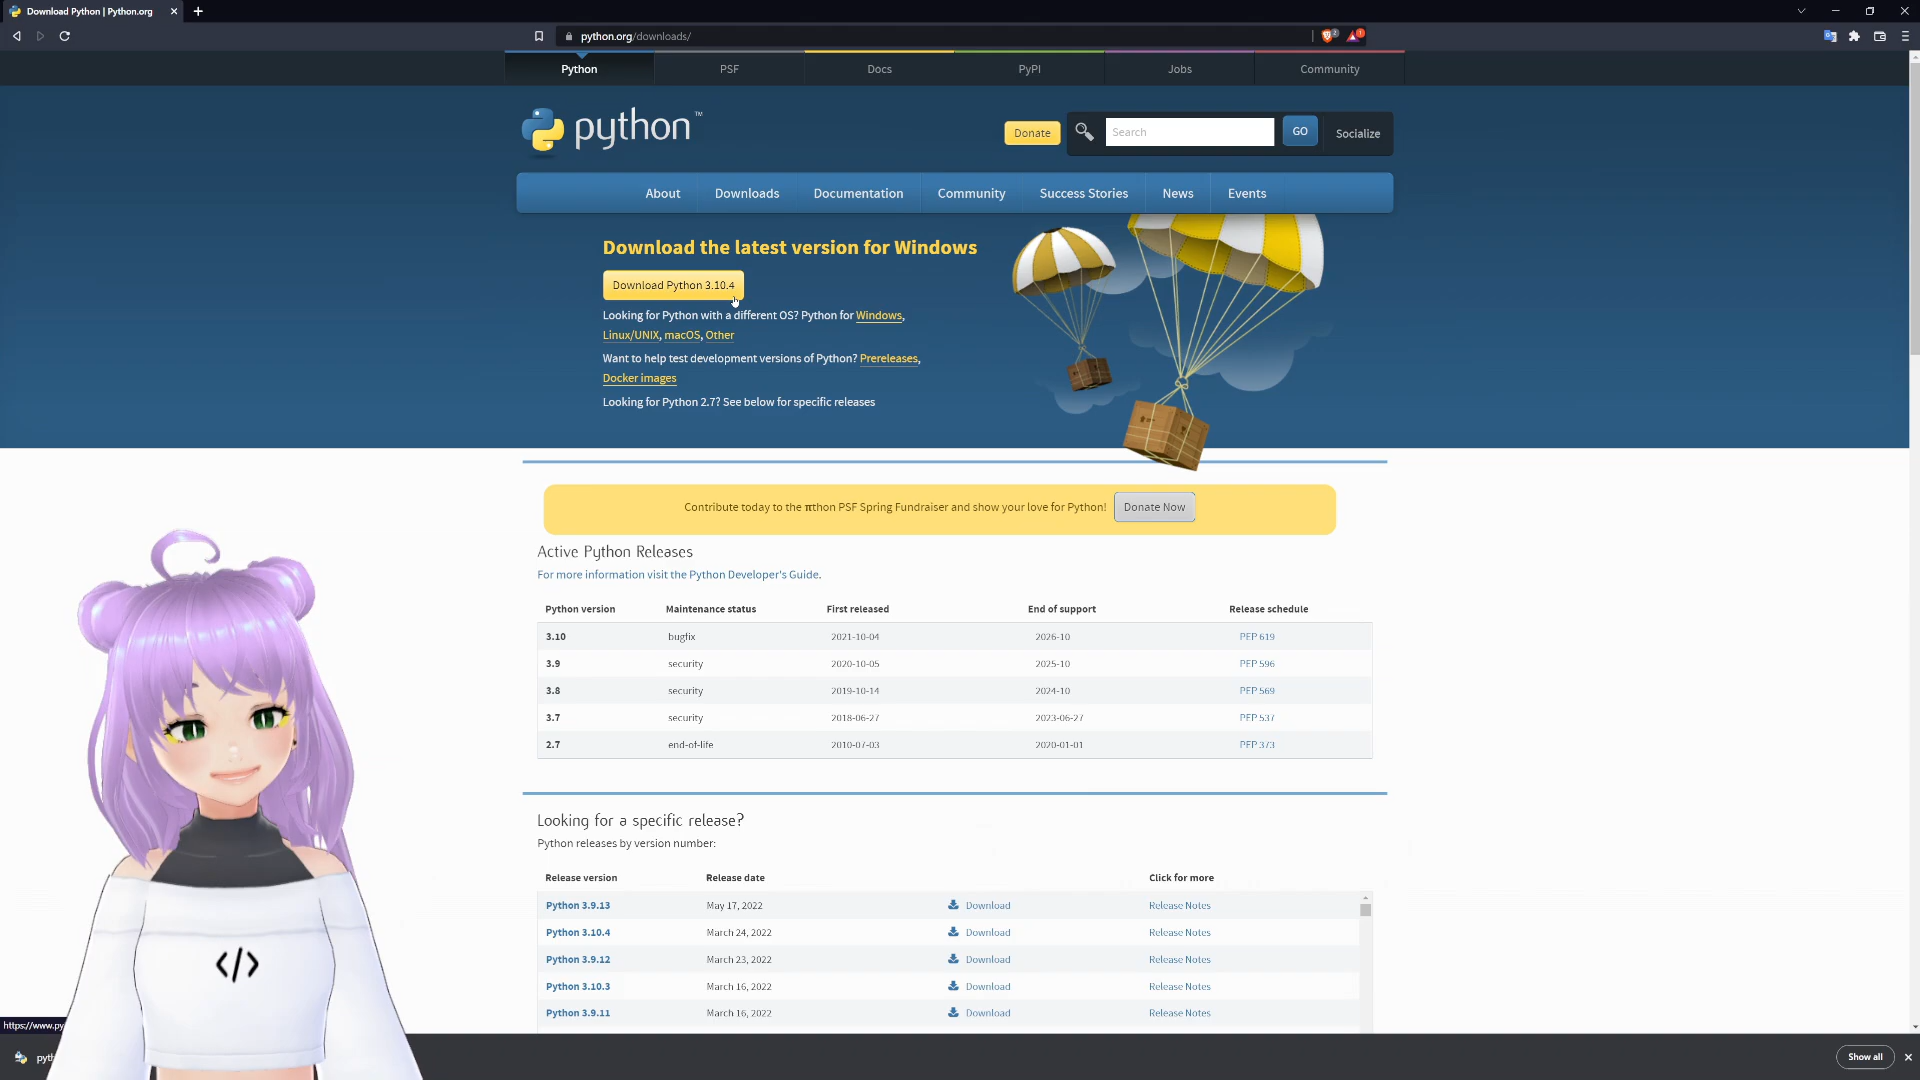 Download Python | Python.org
python.org/downloads/
2
1
Python
PSF
Docs
PyPI
Jobs
Community
python™
Donate
Search
GO
Socialize
About
Downloads
Documentation
Community
Success Stories
News
Events
Download the latest version for Windows
Download Python 3.10.4
Looking for Python with a different OS? Python for Windows,
Linux/UNIX, macOS, Other
Want to help test development versions of Python? Prereleases,
Docker images
Looking for Python 2.7? See below for specific releases
Contribute today to the πthon PSF Spring Fundraiser and show your love for Python! Donate Now
Active Python Releases
For more information visit the Python Developer's Guide.
Python version Maintenance status First released End of support Release schedule
3.10 bugfix 2021-10-04 2026-10 PEP 619
3.9 security 2020-10-05 2025-10 PEP 596
3.8 security 2019-10-14 2024-10 PEP 569
3.7 security 2018-06-27 2023-06-27 PEP 537
2.7 end-of-life 2010-07-03 2020-01-01 PEP 373
Looking for a specific release?
Python releases by version number:
Release version Release date Click for more
Python 3.9.13 May 17, 2022 Download Release Notes
Python 3.10.4 March 24, 2022 Download Release Notes
Python 3.9.12 March 23, 2022 Download Release Notes
Python 3.10.3 March 16, 2022 Download Release Notes
Python 3.9.11 March 16, 2022 Download Release Notes
</>
https://www.py
pyth
Show all